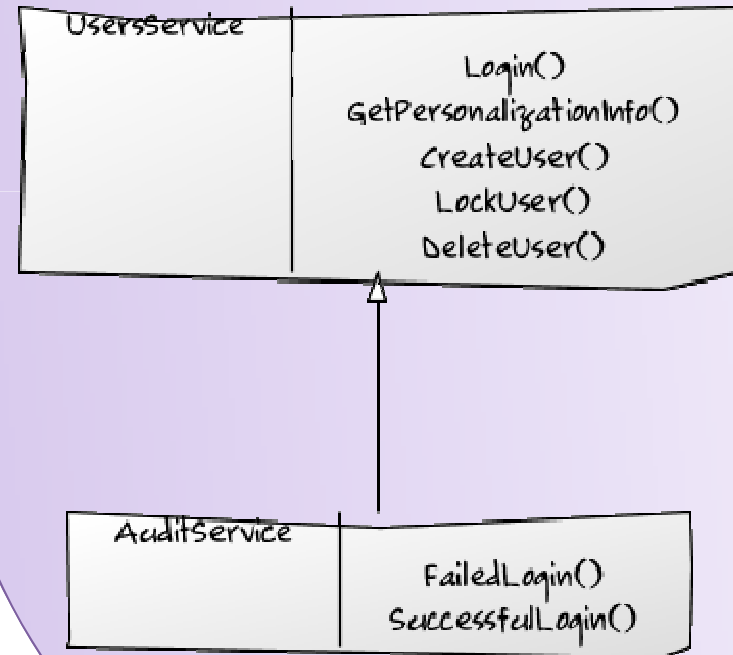 UsersService
Login()
GetPersonalizationInfo()
CreateUser()
LockUser()
DeleteUser()
AuditService
FailedLogin()
SuccessfulLogin()